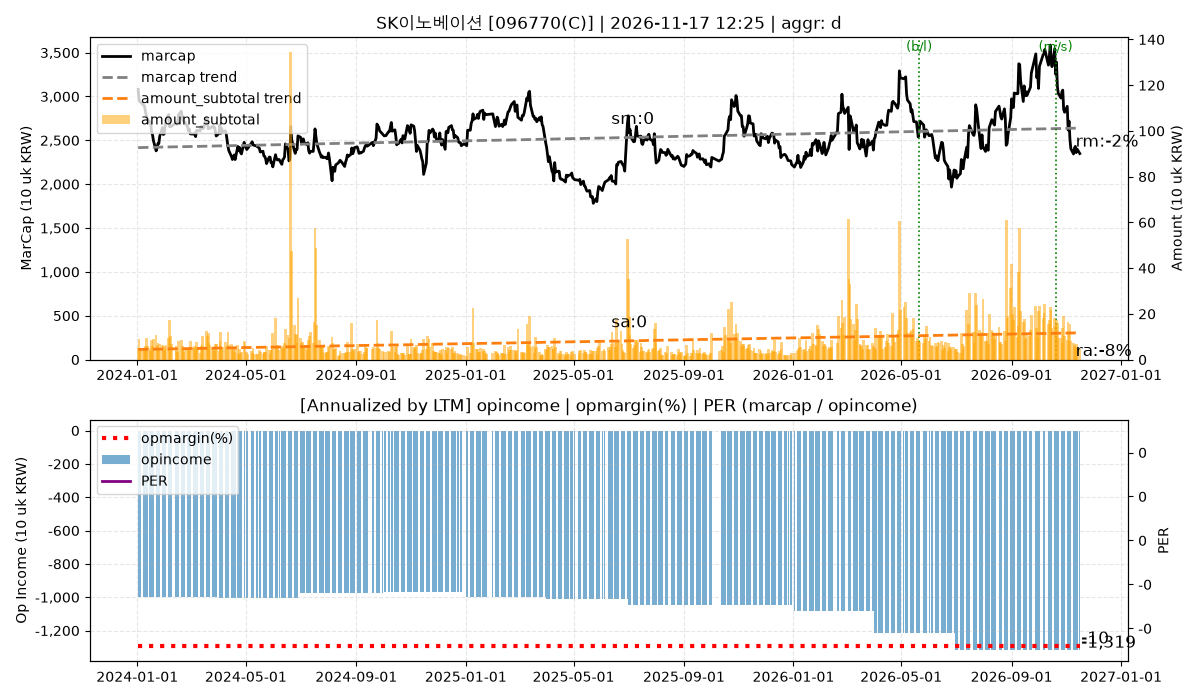 SK이노베이션 [096770(C)] | 2026-11-17 12:25 | aggr: d
marcap
marcap trend
amount_subtotal trend
amount_subtotal
(b/l)
(m/s)
sm:0
rm:-2%
sa:0
ra:-8%
MarCap (10 uk KRW)
3,500
3,000
2,500
2,000
1,500
1,000
500
0
Amount (10 uk KRW)
140
120
100
80
60
40
20
0
2024-01-01 2024-05-01 2024-09-01 2025-01-01 2025-05-01 2025-09-01 2026-01-01 2026-05-01 2026-09-01 2027-01-01
[Annualized by LTM] opincome | opmargin(%) | PER (marcap / opincome)
opmargin(%)
opincome
PER
Op Income (10 uk KRW)
0
-200
-400
-600
-800
-1,000
-1,200
PER
0
0
0
-0
-0
-10
-1,319
2024-01-01 2024-05-01 2024-09-01 2025-01-01 2025-05-01 2025-09-01 2026-01-01 2026-05-01 2026-09-01 2027-01-01